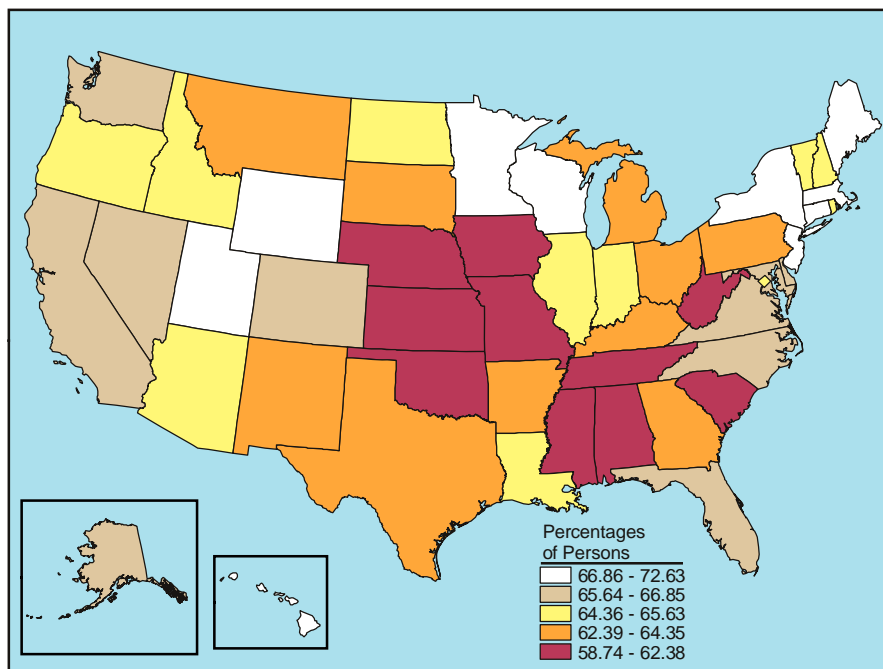 Percentages
of Persons
66.86 - 72.63
65.64 - 66.85
64.36 - 65.63
62.39 - 64.35
58.74 - 62.38